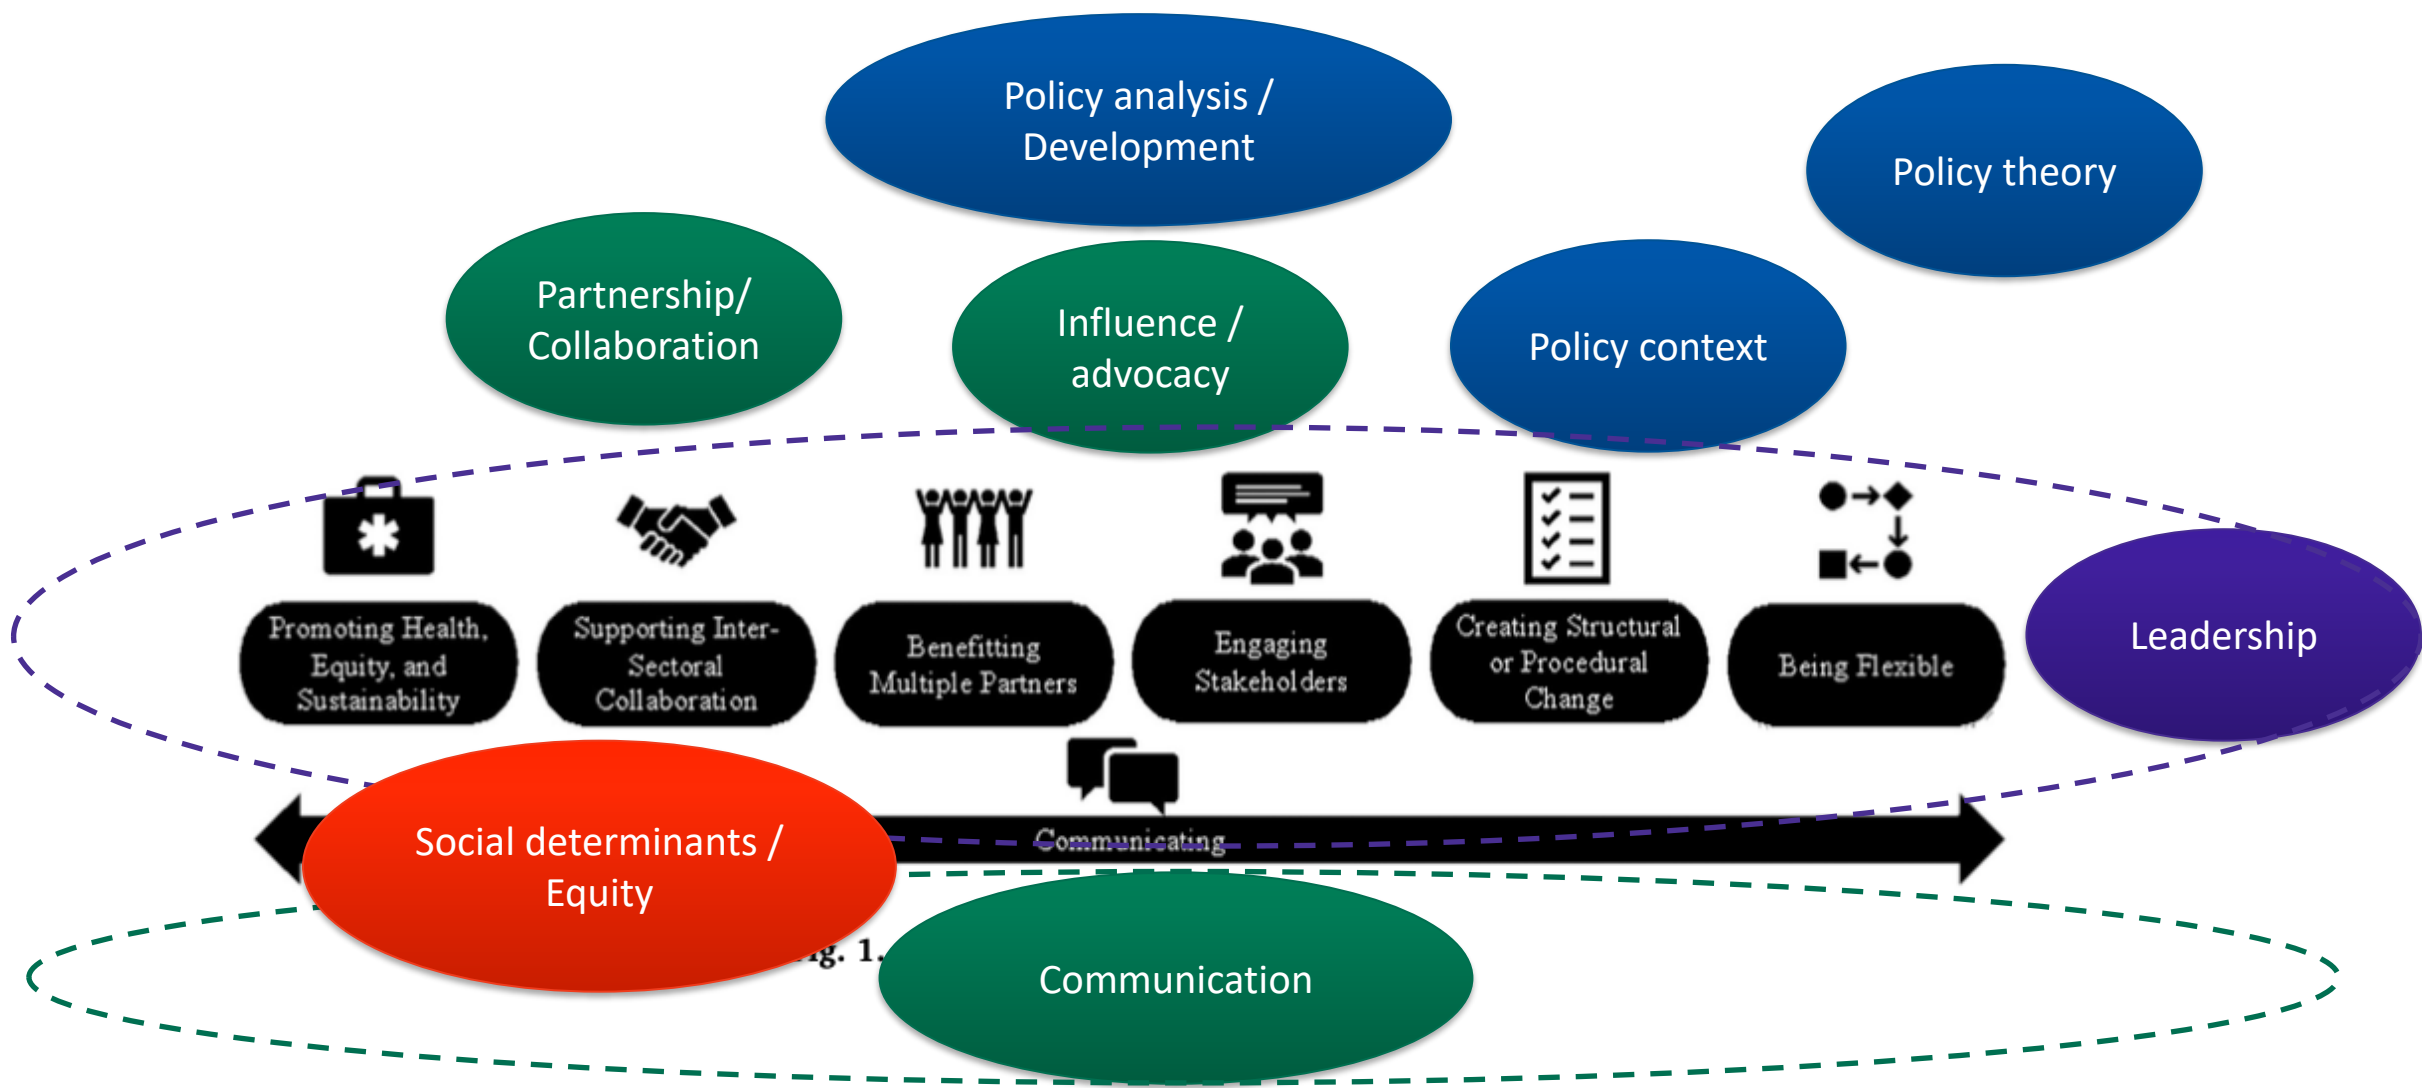 Policy analysis /
Development
Policy theory
Partnership/
Collaboration
Influence /
advocacy
Policy context
Promoting Health,
Equity, and
Sustainability
Supporting Inter-
Sectoral
Collaboration
Benefitting
Multiple Partners
Engaging
Stakeholders
Creating Structural
or Procedural
Change
Being Flexible
Leadership
Communicating
Social determinants /
Equity
1.
Communication